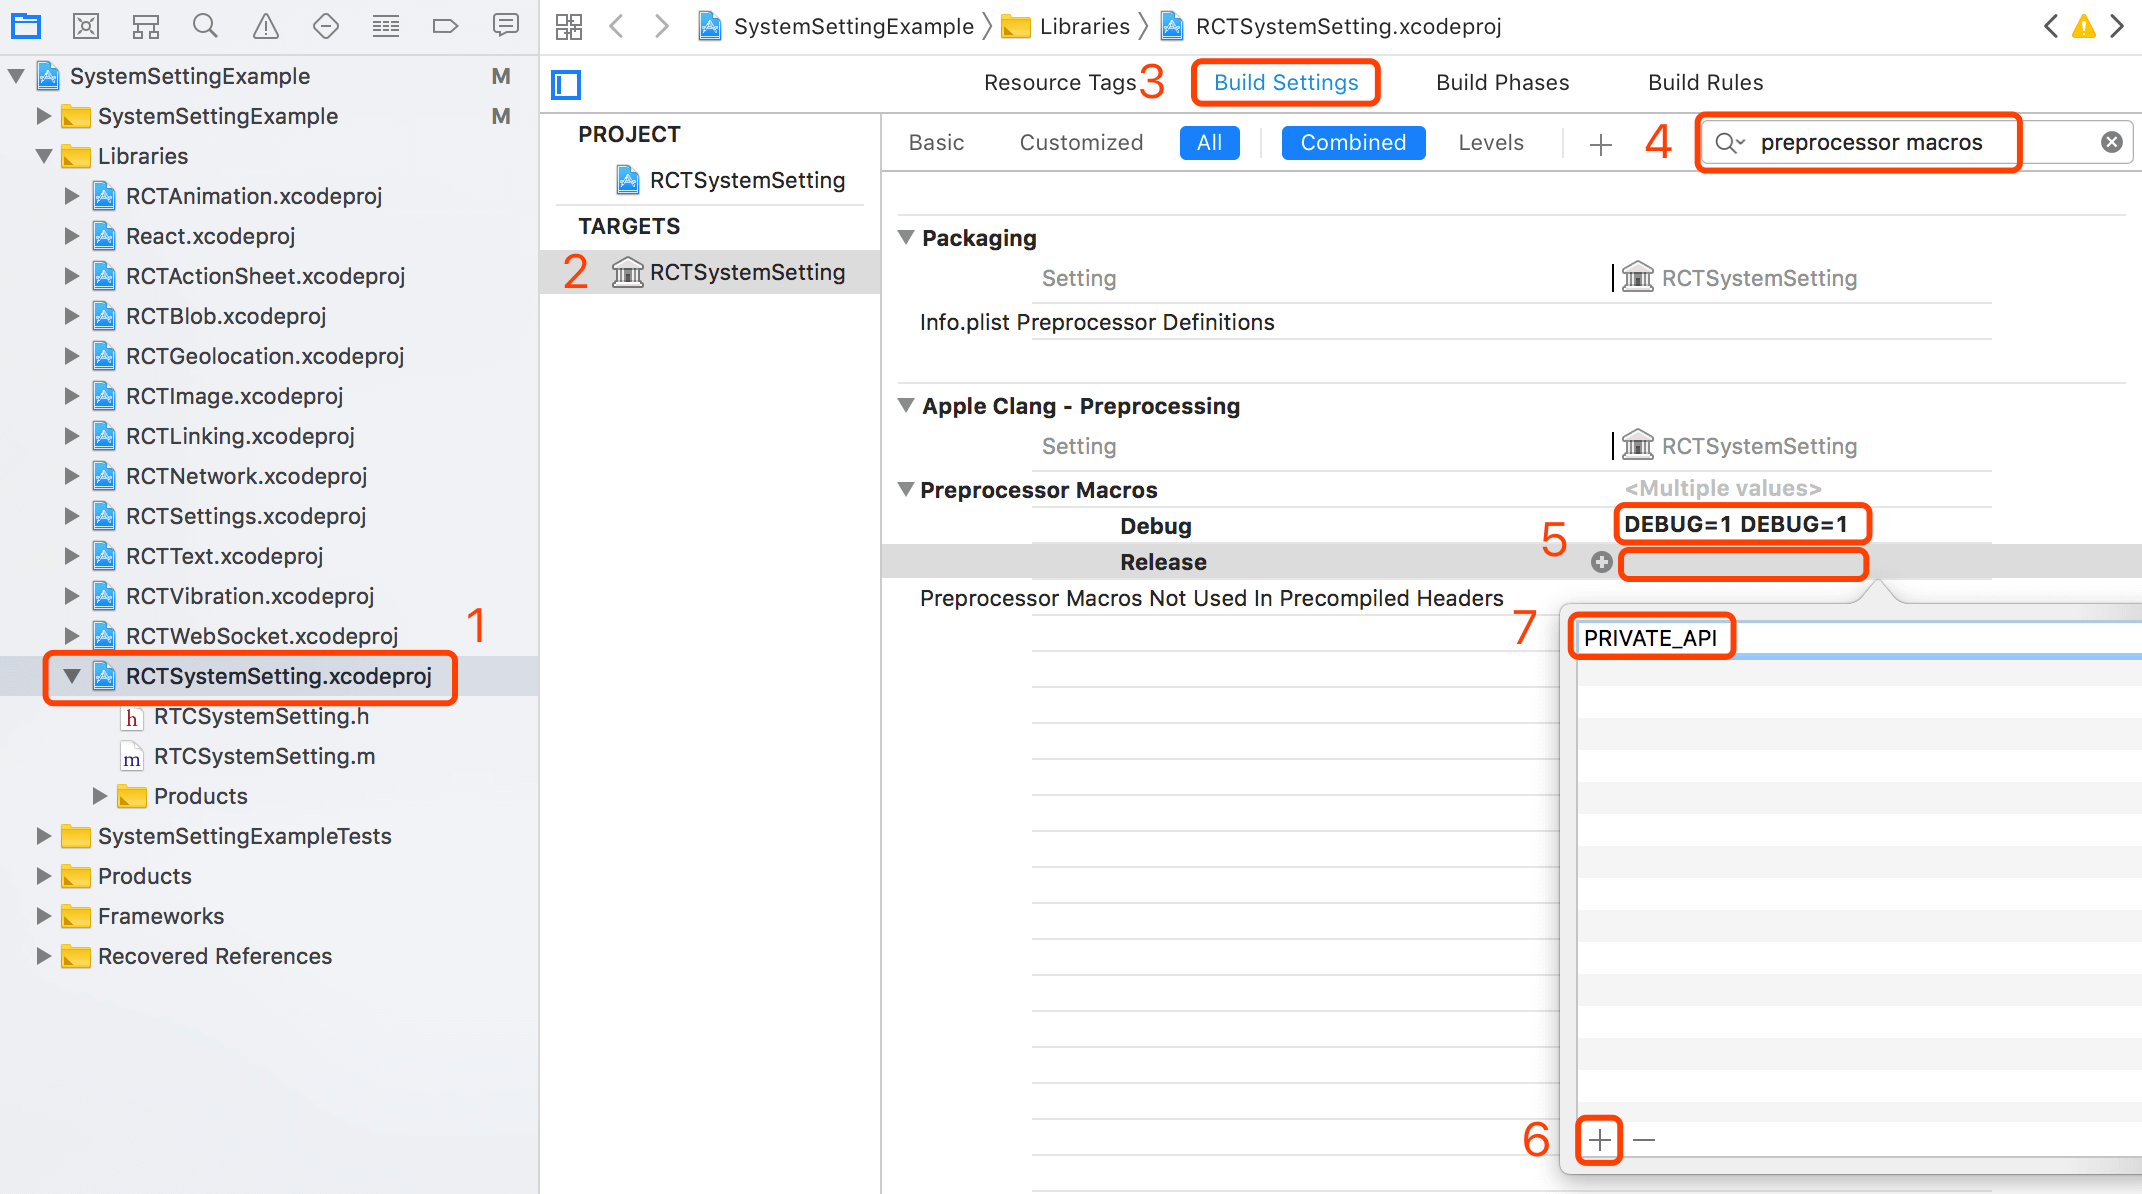 SystemSettingExample M
SystemSettingExample M
Libraries
RCTAnimation.xcodeproj
React.xcodeproj
RCTActionSheet.xcodeproj
RCTBlob.xcodeproj
RCTGeolocation.xcodeproj
RCTImage.xcodeproj
RCTLinking.xcodeproj
RCTNetwork.xcodeproj
RCTSettings.xcodeproj
RCTText.xcodeproj
RCTVibration.xcodeproj
RCTWebSocket.xcodeproj
1
RCTSystemSetting.xcodeproj
h RTCSystemSetting.h
m RTCSystemSetting.m
Products
SystemSettingExampleTests
Products
Frameworks
Recovered References
SystemSettingExample Libraries RCTSystemSetting.xcodeproj
Resource Tags 3 Build Settings Build Phases Build Rules
PROJECT
RCTSystemSetting
TARGETS
2 RCTSystemSetting
Basic Customized All Combined Levels 4 preprocessor macros
Packaging
Setting RCTSystemSetting
Info.plist Preprocessor Definitions
Apple Clang - Preprocessing
Setting RCTSystemSetting
Preprocessor Macros <Multiple values>
Debug 5 DEBUG=1 DEBUG=1
Release
Preprocessor Macros Not Used In Precompiled Headers
7 PRIVATE_API
6